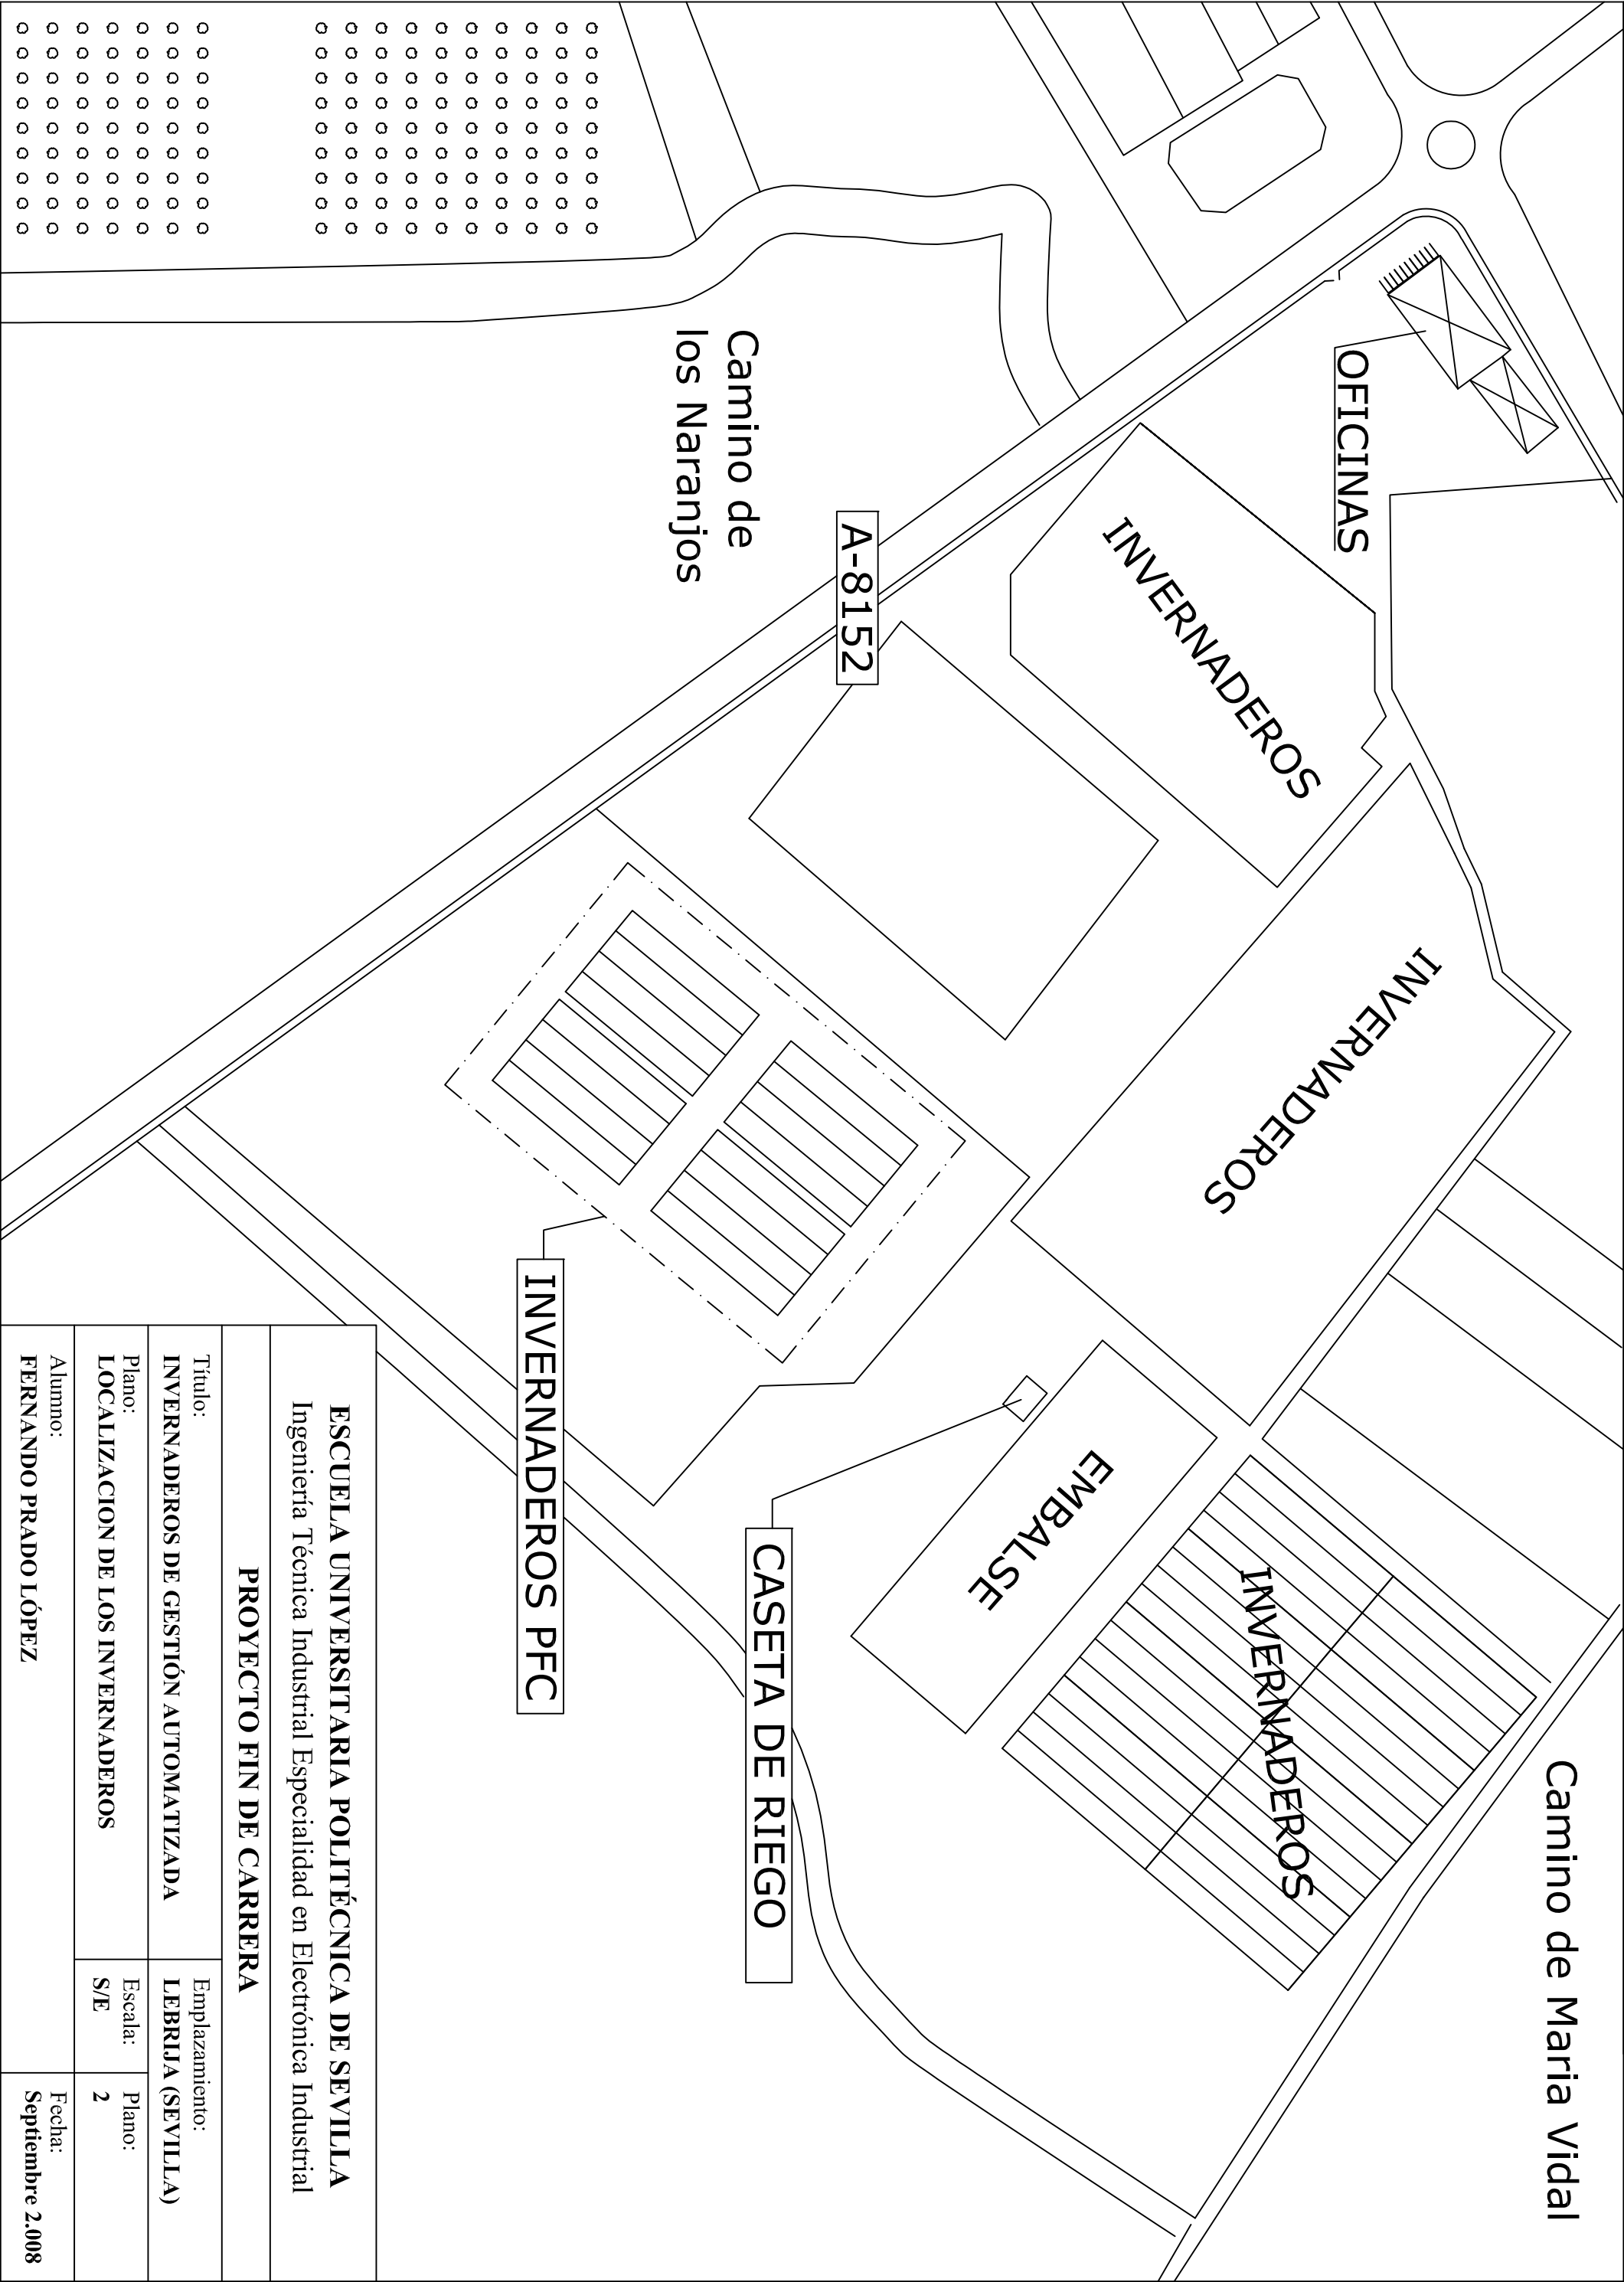 Camino de Maria Vidal
OFICINAS
INVERNADEROS
INVERNADEROS
INVERNADEROS
EMBALSE
A-8152
Camino de
los Naranjos
CASETA DE RIEGO
INVERNADEROS PFC
ESCUELA UNIVERSITARIA POLITÉCNICA DE SEVILLA
Ingeniería Técnica Industrial Especialidad en Electrónica Industrial
PROYECTO FIN DE CARRERA
Título:
INVERNADEROS DE GESTIÓN AUTOMATIZADA
Emplazamiento:
LEBRIJA (SEVILLA)
Plano:
LOCALIZACION DE LOS INVERNADEROS
Escala:
S/E
Plano:
2
Alumno:
FERNANDO PRADO LÓPEZ
Fecha:
Septiembre 2.008